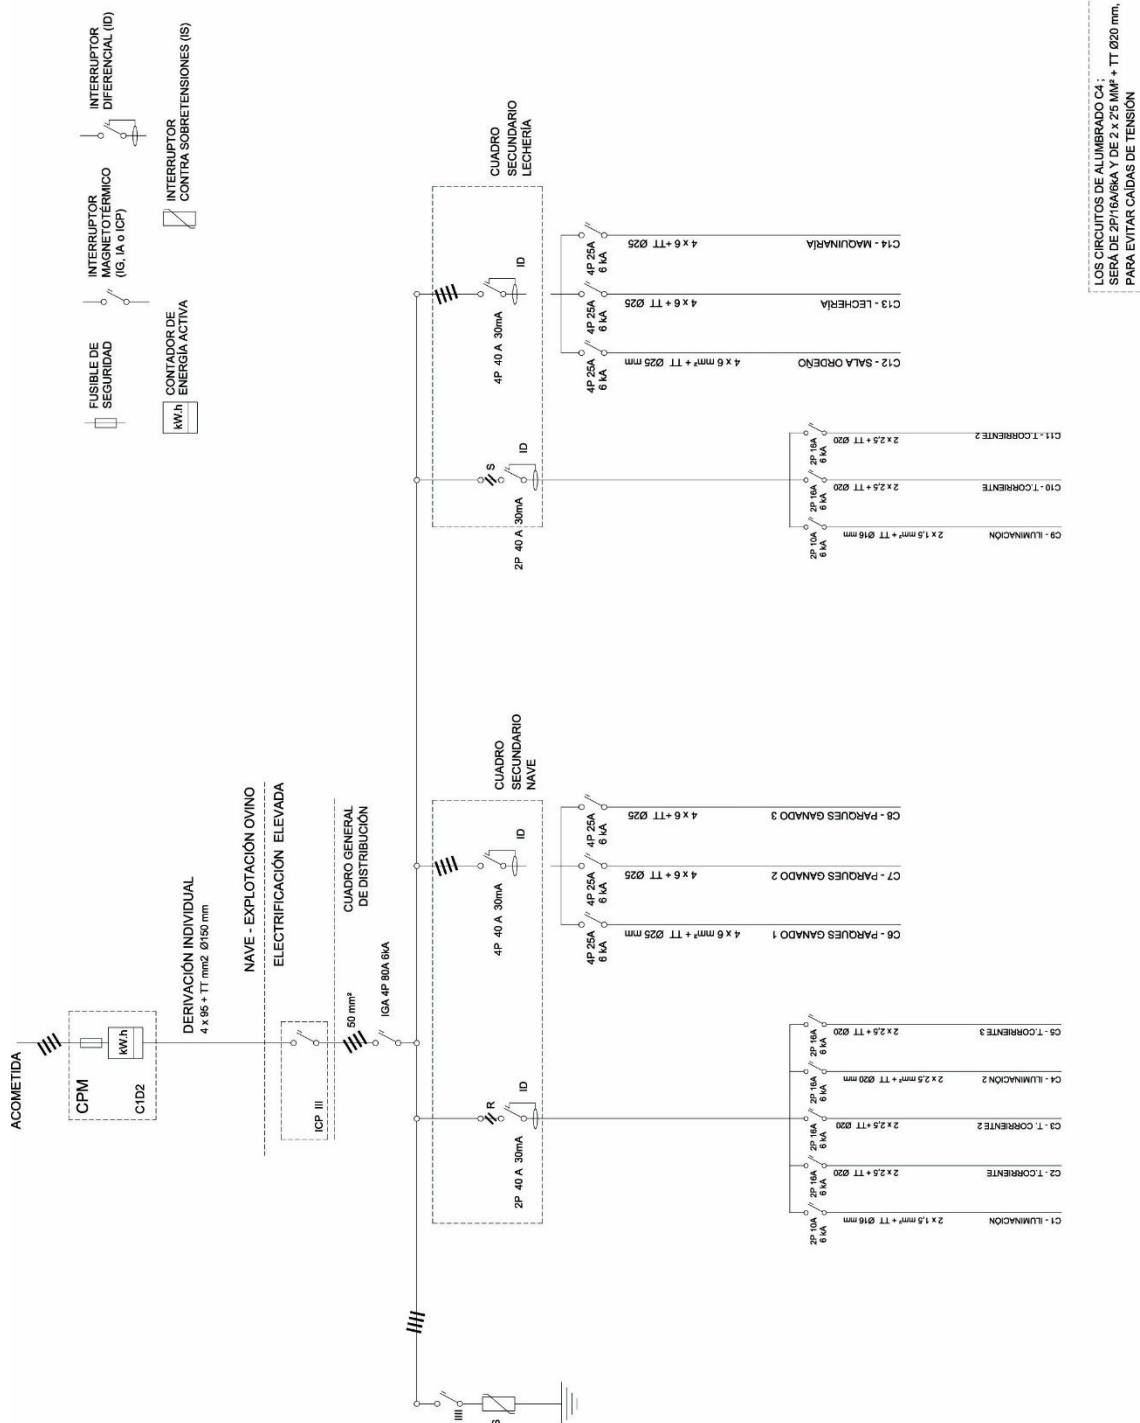 FUSIBLE DE
SEGURIDAD
INTERRUPTOR
MAGNETOTÉRMICO
(IG, IA o ICP)
INTERRUPTOR
DIFERENCIAL (ID)
kW.h
CONTADOR DE
ENERGÍA ACTIVA
INTERRUPTOR
CONTRA SOBRETENSIONES (IS)
ACOMETIDA
CPM
kW.h
C1D2
DERIVACIÓN INDIVIDUAL
4 x 95 + TT mm2 Ø150 mm
NAVE - EXPLOTACIÓN OVINO
ELECTRIFICACIÓN ELEVADA
ICP III
CUADRO GENERAL
DE DISTRIBUCIÓN
50 mm²
IGA 4P 80A 6kA
IIII
S
CUADRO
SECUNDARIO
NAVE
R
ID
2P 40 A 30mA
ID
4P 40 A 30mA
2P 10A
6 kA
2 x 1,5 mm² + TT Ø16 mm
C1 - ILUMINACIÓN
2P 16A
6 kA
2 x 2,5 + TT Ø20
C2 - T.CORRIENTE
2P 16A
6 kA
2 x 2,5 + TT Ø20
C3 - T. CORRIENTE 2
2P 16A
6 kA
2 x 2,5 mm² + TT Ø20 mm
C4 - ILUMINACIÓN 2
2P 16A
6 kA
2 x 2,5 + TT Ø20
C5 - T.CORRIENTE 3
4P 25A
6 kA
4 x 6 mm² + TT Ø25 mm
C6 - PARQUES GANADO 1
4P 25A
6 kA
4 x 6 + TT Ø25
C7 - PARQUES GANADO 2
4P 25A
6 kA
4 x 6 +TT Ø25
C8 - PARQUES GANADO 3
CUADRO
SECUNDARIO
LECHERÍA
S
ID
2P 40 A 30mA
ID
4P 40 A 30mA
2P 10A
6 kA
2 x 1,5 mm² + TT Ø16 mm
C9 - ILUMINACIÓN
2P 16A
6 kA
2 x 2,5 + TT Ø20
C10 - T.CORRIENTE
2P 16A
6 kA
2 x 2,5 + TT Ø20
C11 - T.CORRIENTE 2
4P 25A
6 kA
4 x 6 mm² + TT Ø25 mm
C12 - SALA ORDEÑO
4P 25A
6 kA
4 x 6 + TT Ø25
C13 - LECHERÍA
4P 25A
6 kA
4 x 6 +TT Ø25
C14 - MAQUINARÍA
LOS CIRCUITOS DE ALUMBRADO C4 ;
SERÁ DE 2P/16A/6kA Y DE 2 x 2'5 MM² + TT Ø20 mm,
PARA EVITAR CAÍDAS DE TENSIÓN